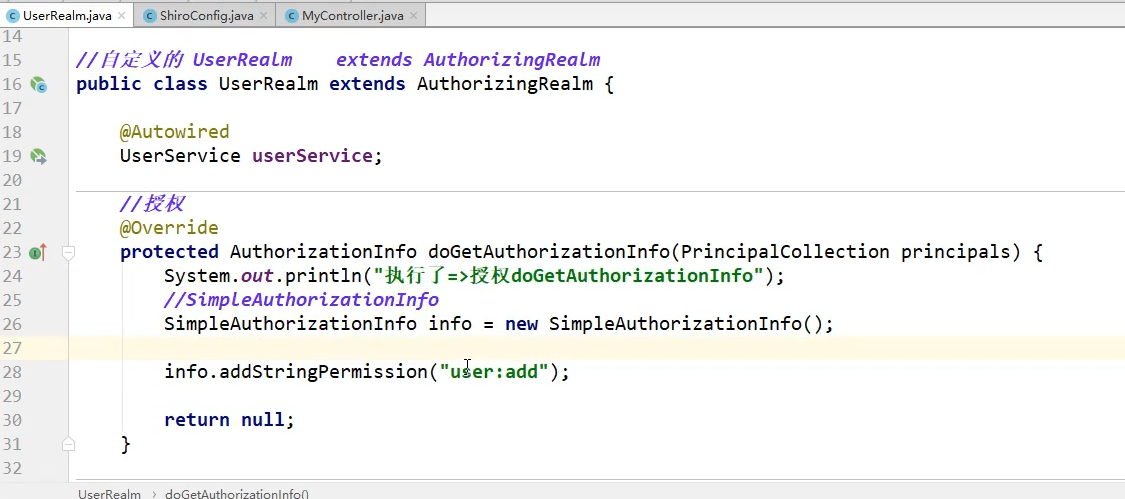 UserRealm.java × ShiroConfig.java × MyController.java ×
14
15 //自定义的 UserRealm    extends AuthorizingRealm
16 public class UserRealm extends AuthorizingRealm {
17
18 @Autowired
19 UserService userService;
20
21 //授权
22 @Override
23 protected AuthorizationInfo doGetAuthorizationInfo(PrincipalCollection principals) {
24 System.out.println("执行了=>授权doGetAuthorizationInfo");
25 //SimpleAuthorizationInfo
26 SimpleAuthorizationInfo info = new SimpleAuthorizationInfo();
27
28 info.addStringPermission("user:add");
29
30 return null;
31 }
32
UserRealm › doGetAuthorizationInfo()